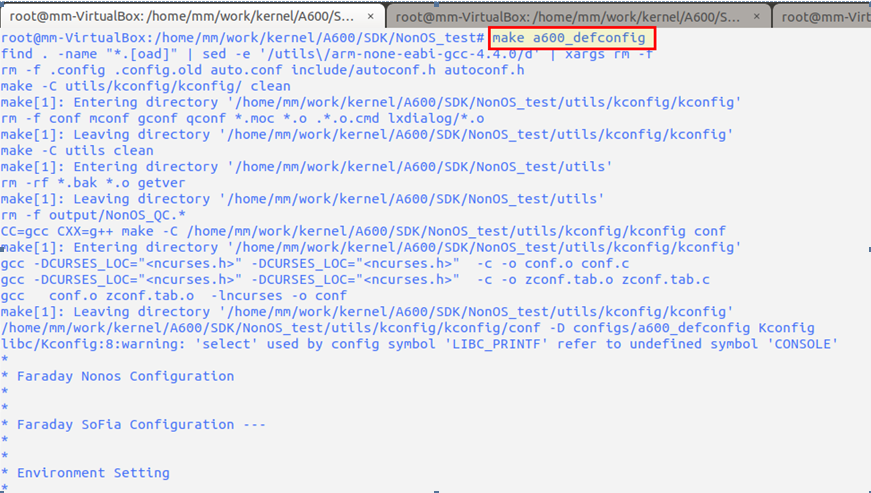 root@mm-VirtualBox: /home/mm/work/kernel/A600/S... ×
root@mm-VirtualBox: /home/mm/work/kernel/A600/S... ×
root@mm-Virt
root@mm-VirtualBox:/home/mm/work/kernel/A600/SDK/NonOS_test# make a600_defconfig
find . -name "*.[oad]" | sed -e '/utils\/arm-none-eabi-gcc-4.4.0/d' | xargs rm -f
rm -f .config .config.old auto.conf include/autoconf.h autoconf.h
make -C utils/kconfig/kconfig/ clean
make[1]: Entering directory '/home/mm/work/kernel/A600/SDK/NonOS_test/utils/kconfig/kconfig'
rm -f conf mconf gconf qconf *.moc *.o .*.o.cmd lxdialog/*.o
make[1]: Leaving directory '/home/mm/work/kernel/A600/SDK/NonOS_test/utils/kconfig/kconfig'
make -C utils clean
make[1]: Entering directory '/home/mm/work/kernel/A600/SDK/NonOS_test/utils'
rm -rf *.bak *.o getver
make[1]: Leaving directory '/home/mm/work/kernel/A600/SDK/NonOS_test/utils'
rm -f output/NonOS_QC.*
CC=gcc CXX=g++ make -C /home/mm/work/kernel/A600/SDK/NonOS_test/utils/kconfig/kconfig conf
make[1]: Entering directory '/home/mm/work/kernel/A600/SDK/NonOS_test/utils/kconfig/kconfig'
gcc -DCURSES_LOC="<ncurses.h>" -DCURSES_LOC="<ncurses.h>"  -c -o conf.o conf.c
gcc -DCURSES_LOC="<ncurses.h>" -DCURSES_LOC="<ncurses.h>"  -c -o zconf.tab.o zconf.tab.c
gcc   conf.o zconf.tab.o  -lncurses -o conf
make[1]: Leaving directory '/home/mm/work/kernel/A600/SDK/NonOS_test/utils/kconfig/kconfig'
/home/mm/work/kernel/A600/SDK/NonOS_test/utils/kconfig/kconfig/conf -D configs/a600_defconfig Kconfig
libc/Kconfig:8:warning: 'select' used by config symbol 'LIBC_PRINTF' refer to undefined symbol 'CONSOLE'
*
* Faraday Nonos Configuration
*
*
* Faraday SoFia Configuration ---
*
*
* Environment Setting
*